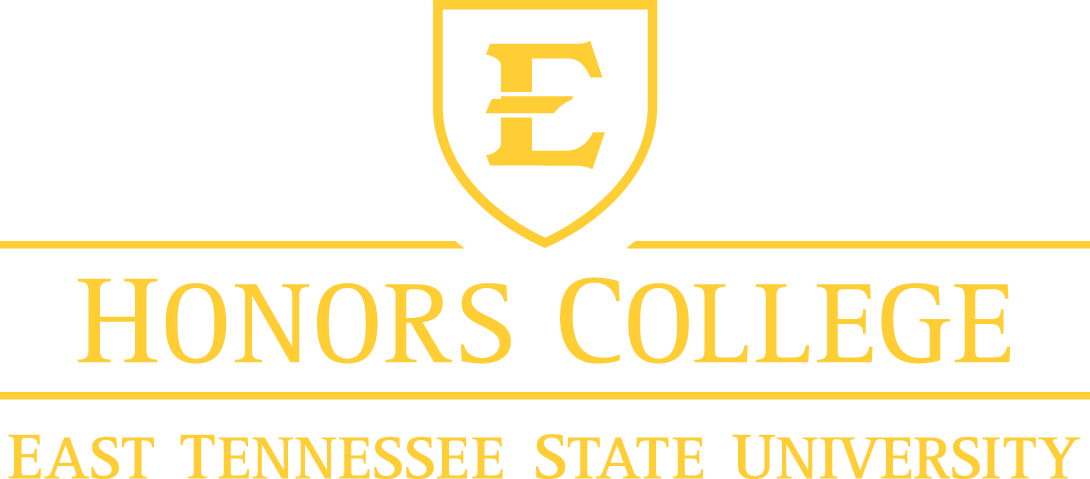 E
HONORS COLLEGE
EAST TENNESSEE STATE UNIVERSITY